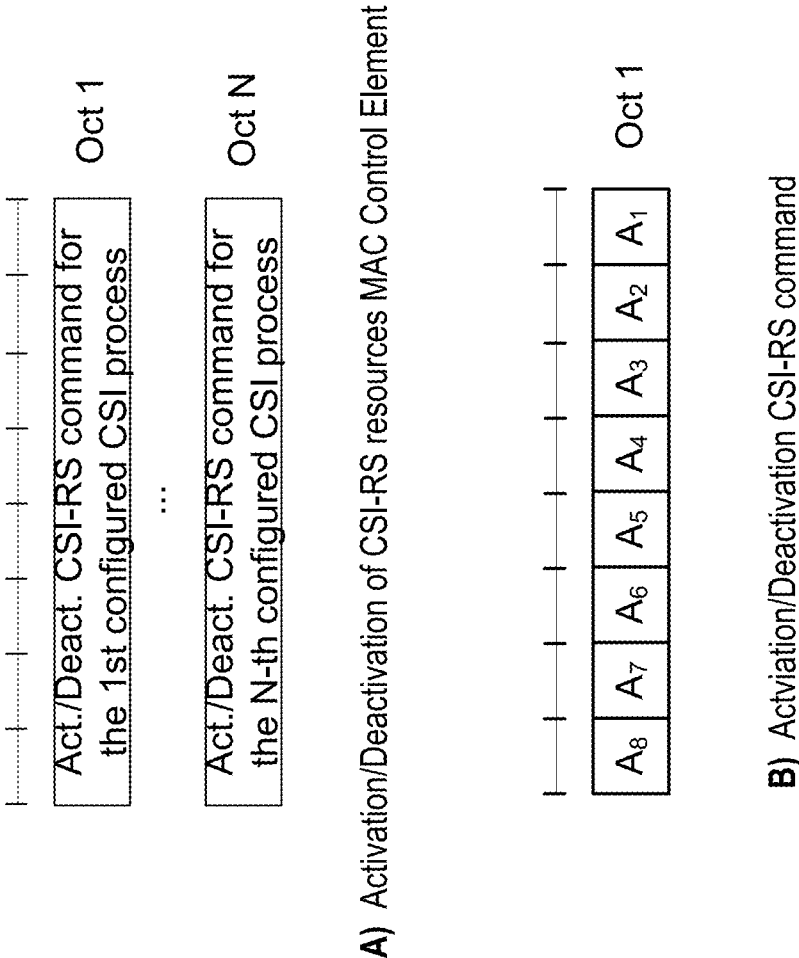 Act./Deact. CSI-RS command for
the 1st configured CSI process
Oct 1
...
Act./Deact. CSI-RS command for
the N-th configured CSI process
Oct N
A) Activation/Deactivation of CSI-RS resources MAC Control Element
A8 A7 A6 A5 A4 A3 A2 A1 Oct 1
B) Actviation/Deactivation CSI-RS command